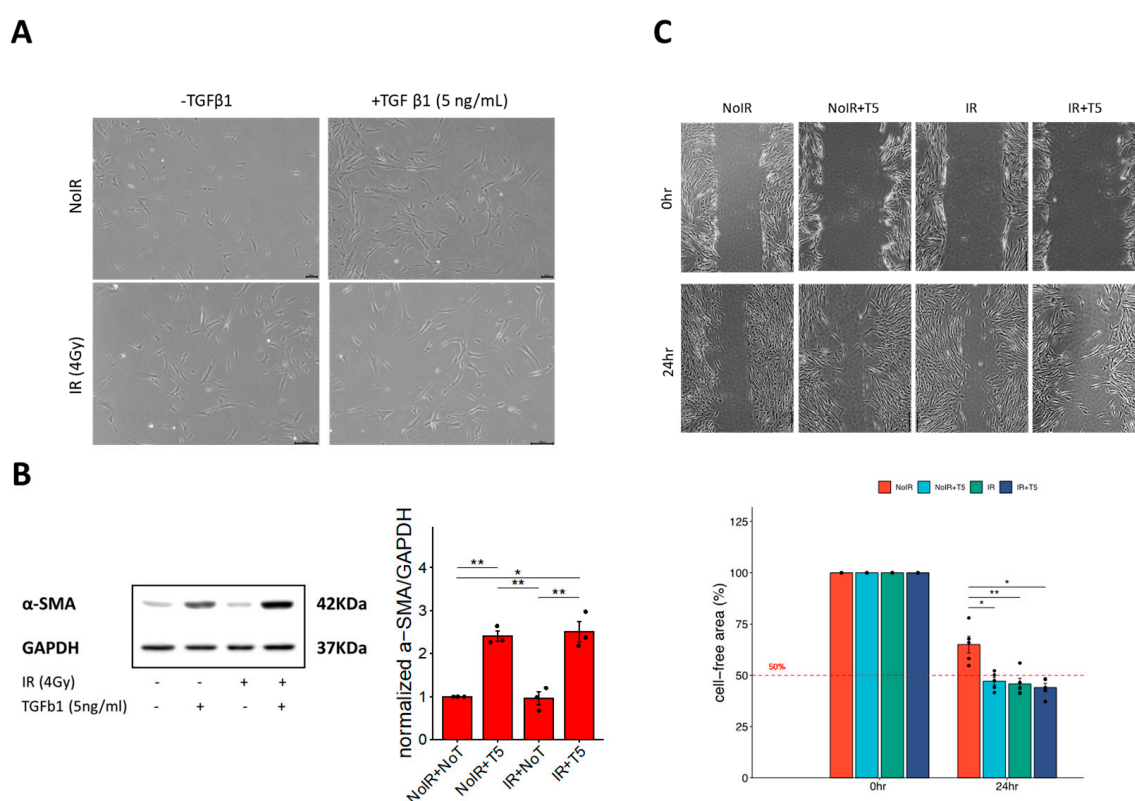 A
-TGFβ1 +TGF β1 (5 ng/mL)
NoIR
IR (4Gy)
C
NoIR NoIR+T5 IR IR+T5
0hr
24hr
B
α-SMA 42KDa
GAPDH 37KDa
IR (4Gy) - - + +
TGFb1 (5ng/ml) - + - +
normalized a-SMA/GAPDH
4
3
2
1
0
** * ** **
NoIR+NoT NoIR+T5 IR+NoT IR+T5
NoIR NoIR+T5 IR IR+T5
cell-free area (%)
125
100
75
50
25
0
50%
* ** *
0hr 24hr